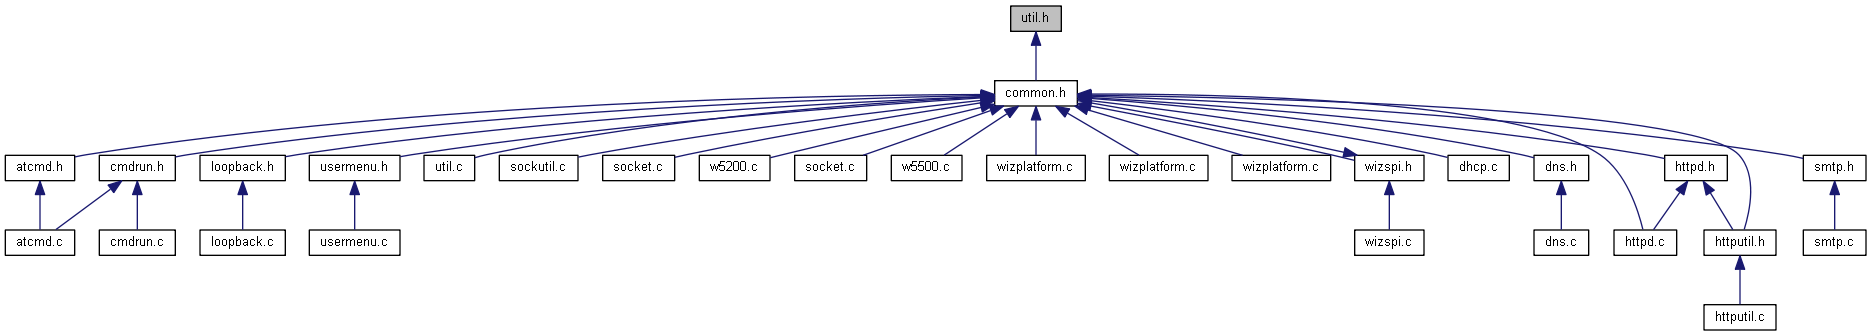 util.h
common.h
atcmd.h
cmdrun.h
loopback.h
usermenu.h
util.c
sockutil.c
socket.c
w5200.c
socket.c
w5500.c
wizplatform.c
wizplatform.c
wizplatform.c
wizspi.h
dhcp.c
dns.h
httpd.h
smtp.h
atcmd.c
cmdrun.c
loopback.c
usermenu.c
wizspi.c
dns.c
httpd.c
httputil.h
smtp.c
httputil.c